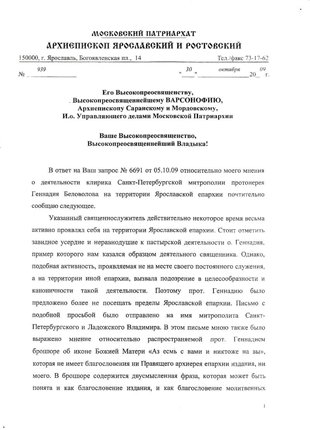 МОСКОВСКИЙ ПАТРИАРХАТ
АРХИЕПИСКОП ЯРОСЛАВСКИЙ И РОСТОВСКИЙ
150000, г. Ярославль, Богоявленская пл., 14 Тел./факс 73-17-62
№ 939 "30" октября 2009 г.
Его Высокопреосвященству,
Высокопреосвященнейшему ВАРСОНОФИЮ,
Архиепископу Саранскому и Мордовскому,
И.о. Управляющего делами Московской Патриархии
Ваше Высокопреосвященство,
Высокопреосвященнейший Владыка!
В ответ на Ваш запрос № 6691 от 05.10.09 относительно моего мнения
о деятельности клирика Санкт-Петербургской митрополии протоиерея
Геннадия Беловолова на территории Ярославской епархии почтительно
сообщаю следующее.
Указанный священнослужитель действительно некоторое время весьма
активно проявлял себя на территории Ярославской епархии. Стоит отметить
завидное усердие и неравнодушие к пастырской деятельности о. Геннадия,
пример которого нам казался образцом деятельного священника. Однако,
подобная активность, проявляемая не на месте своего постоянного служения,
а на территории иной епархии, вызвала подозрение в целесообразности и
каноничности такой деятельности. Поэтому прот. Геннадию было
предложено более не посещать пределы Ярославской епархии. Письмо с
подобной просьбой было отправлено на имя митрополита Санкт-
Петербургского и Ладожского Владимира. В этом письме мною также было
выражено мнение относительно распространяемой прот. Геннадием
брошюре об иконе Божией Матери «Аз есмь с вами и никтоже на вы»,
которая не имеет благословения ни Правящего архиерея епархии издания, ни
моего. В брошюре содержится двусмысленная фраза, которая может быть
понята и как благословение издания, и как благословение молитвенных
1